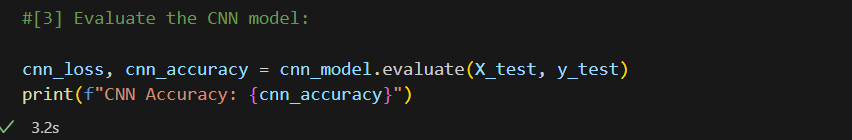 #[3] Evaluate the CNN model:
cnn_loss, cnn_accuracy = cnn_model.evaluate(X_test, y_test)
print(f"CNN Accuracy: {cnn_accuracy}")
3.2s